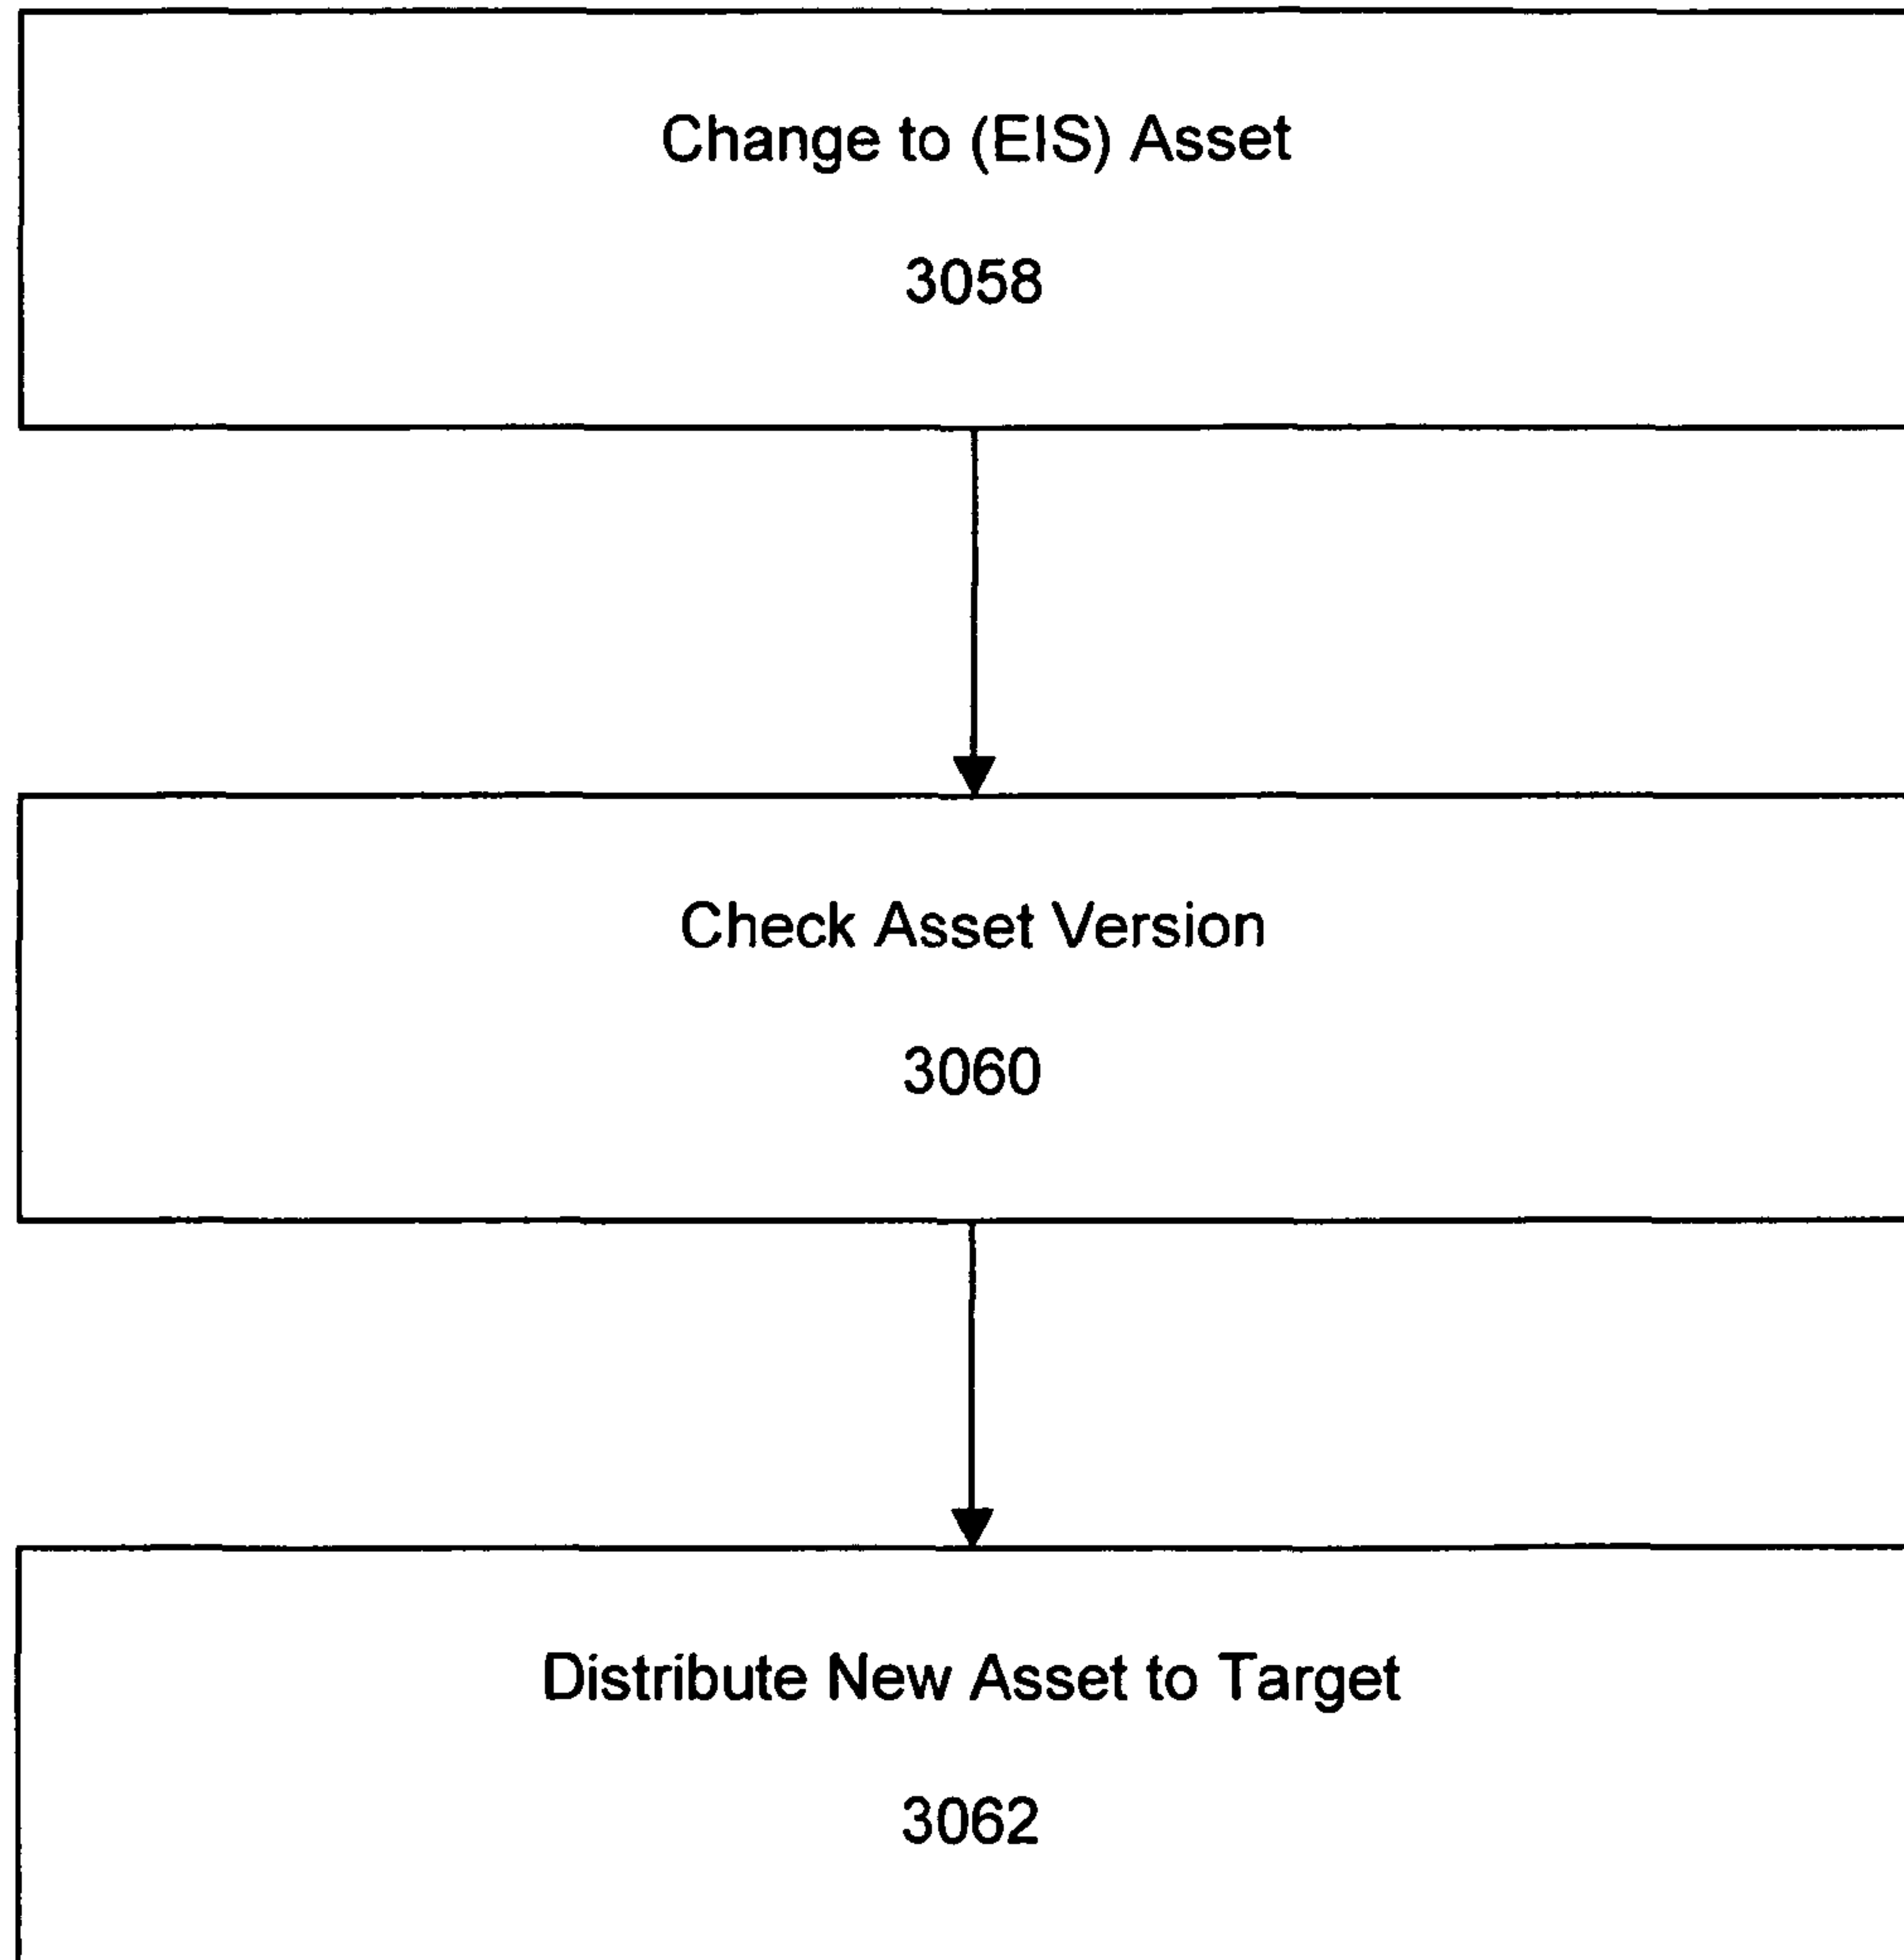 Change to (EIS) Asset
3058
Check Asset Version
3060
Distribute New Asset to Target
3062